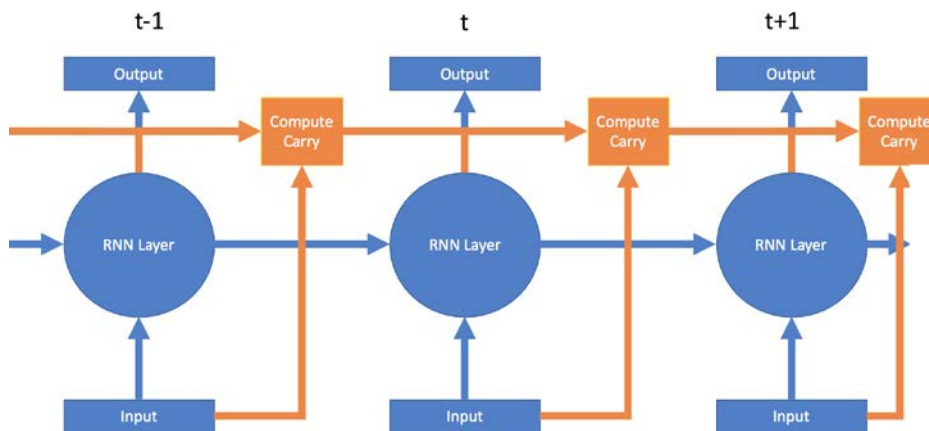 t-1
t
t+1
Output
Output
Output
Compute
Carry
Compute
Carry
Compute
Carry
RNN Layer
RNN Layer
RNN Layer
Input
Input
Input